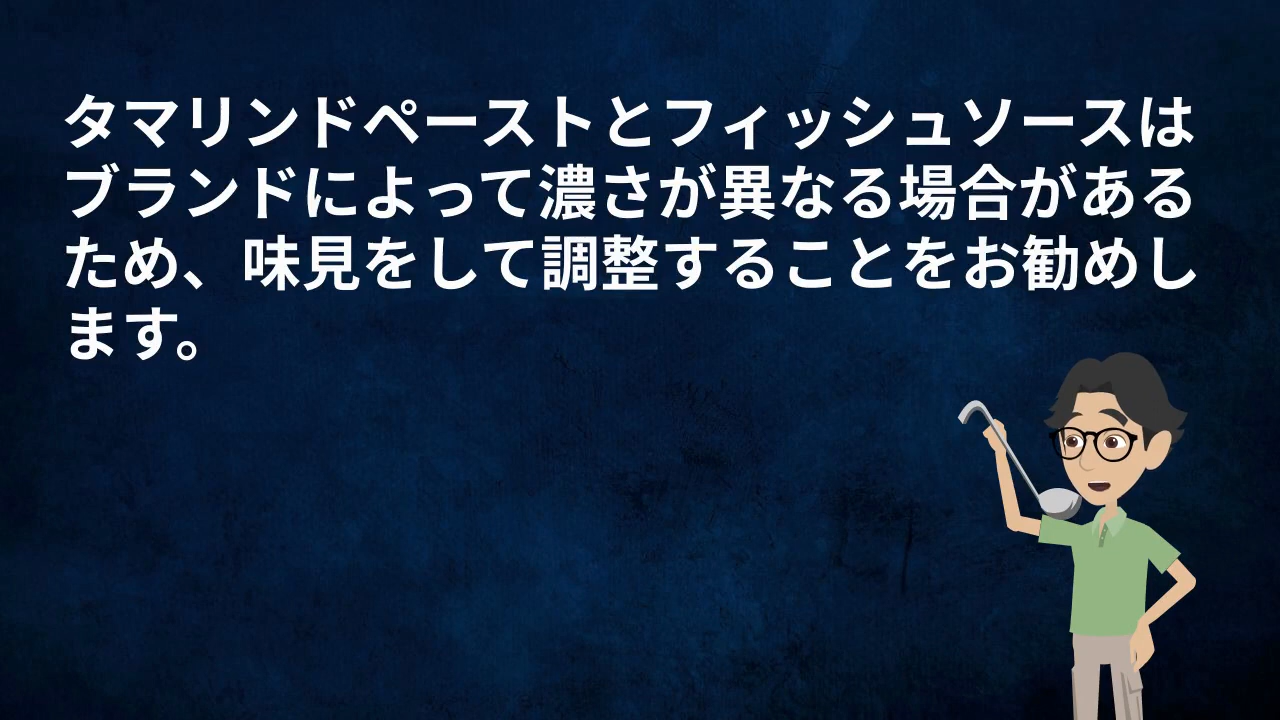 タマリンドペーストとフィッシュソースは
ブランドによって濃さが異なる場合がある
ため、味見をして調整することをお勧めし
ます。